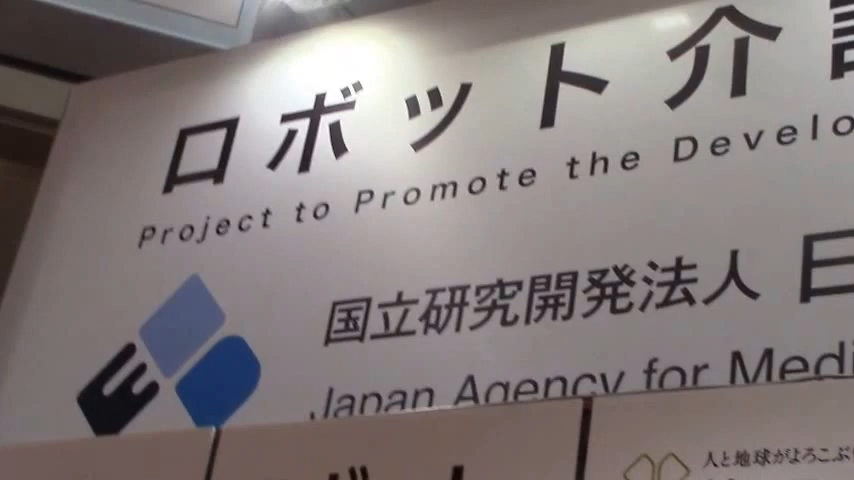 ロボット介
Project to Promote the Develo
国立研究開発法人 日
Japan Agency for Medi
人と地球がよろこぶ